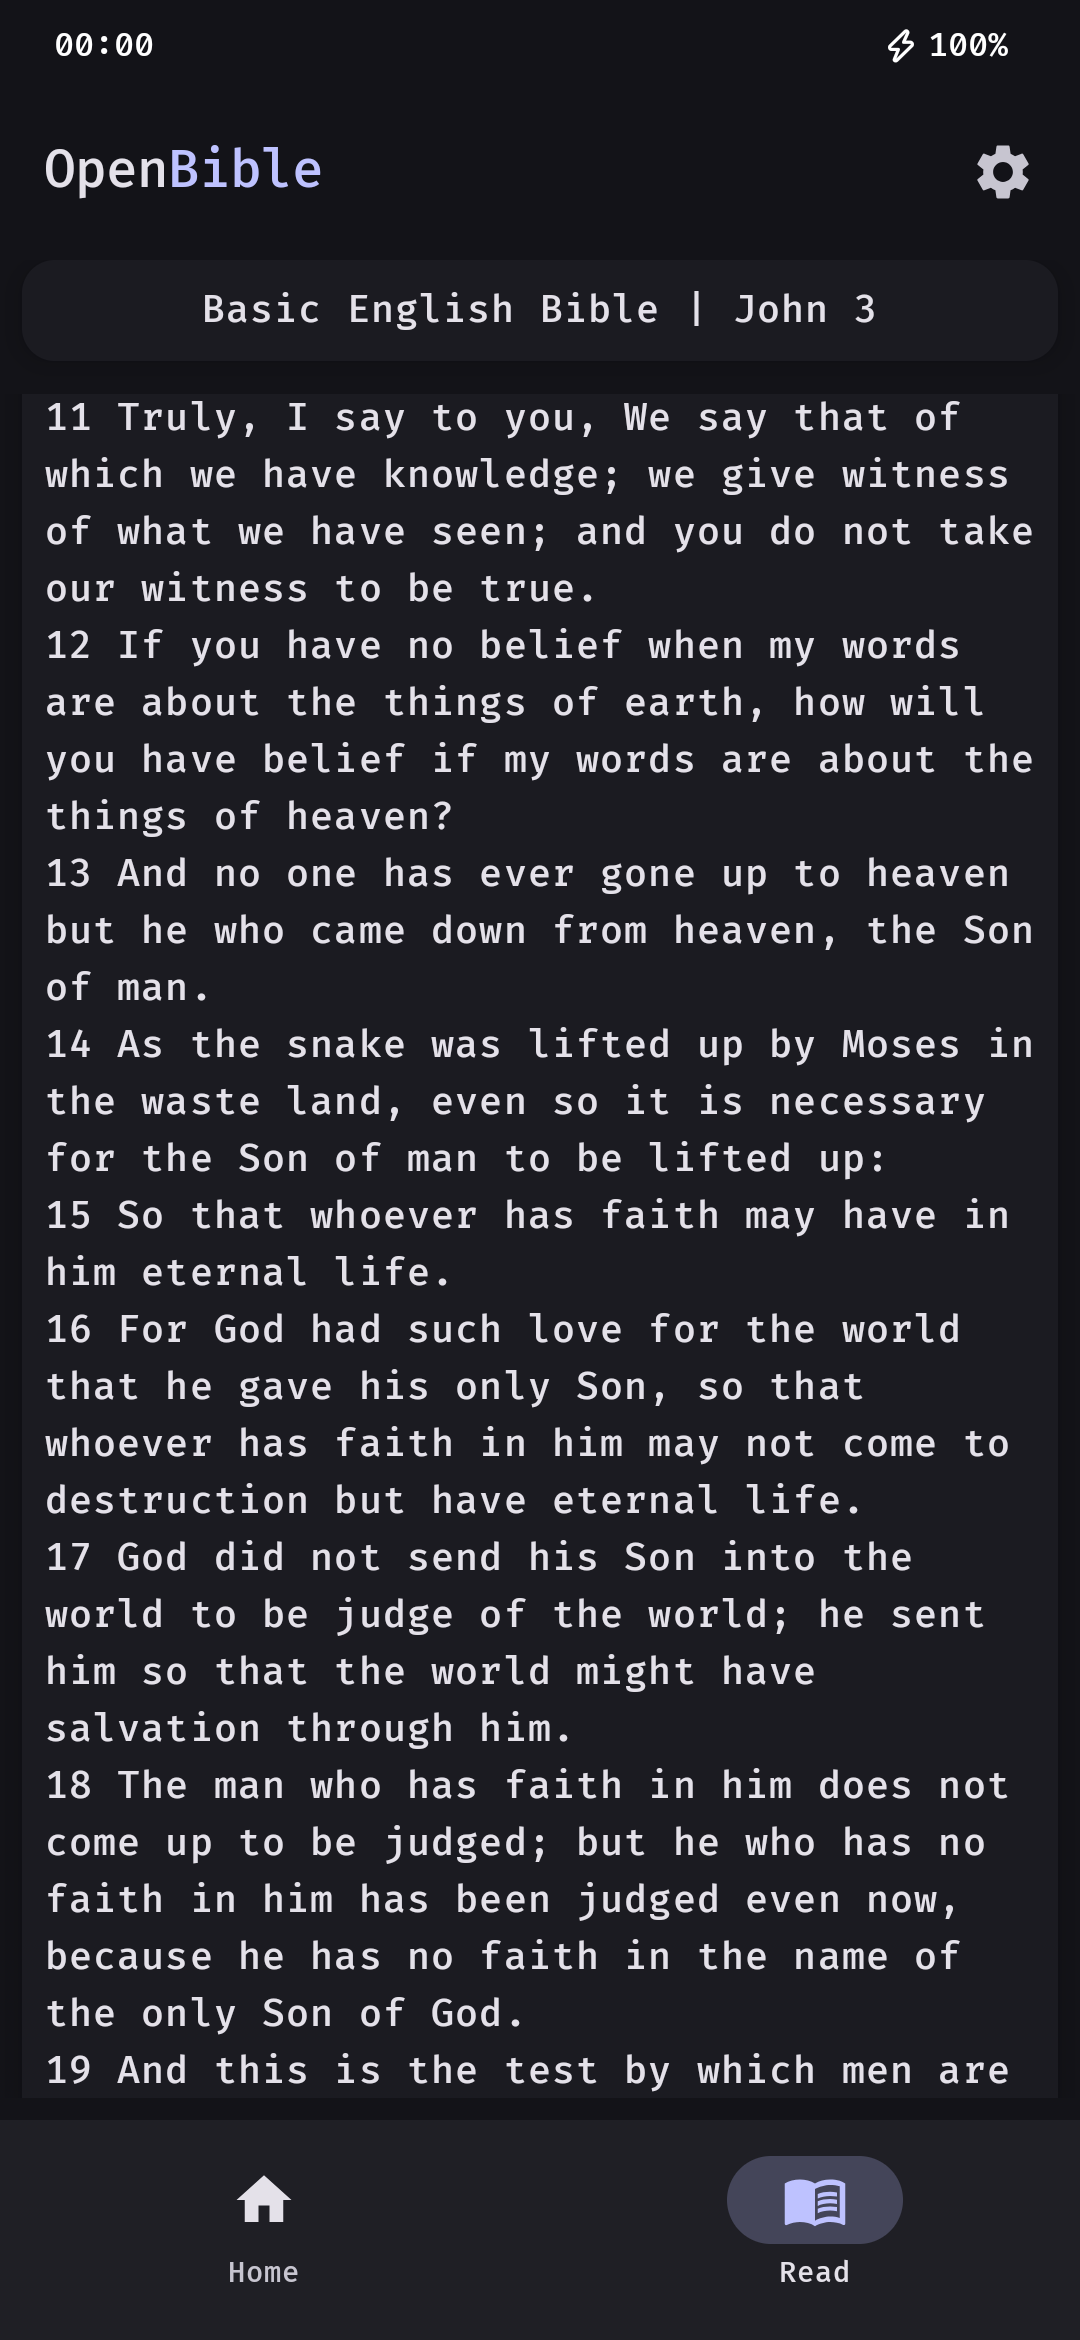 00:00 100%
OpenBible
Basic English Bible | John 3
11 Truly, I say to you, We say that of
which we have knowledge; we give witness
of what we have seen; and you do not take
our witness to be true.
12 If you have no belief when my words
are about the things of earth, how will
you have belief if my words are about the
things of heaven?
13 And no one has ever gone up to heaven
but he who came down from heaven, the Son
of man.
14 As the snake was lifted up by Moses in
the waste land, even so it is necessary
for the Son of man to be lifted up:
15 So that whoever has faith may have in
him eternal life.
16 For God had such love for the world
that he gave his only Son, so that
whoever has faith in him may not come to
destruction but have eternal life.
17 God did not send his Son into the
world to be judge of the world; he sent
him so that the world might have
salvation through him.
18 The man who has faith in him does not
come up to be judged; but he who has no
faith in him has been judged even now,
because he has no faith in the name of
the only Son of God.
19 And this is the test by which men are
Home Read